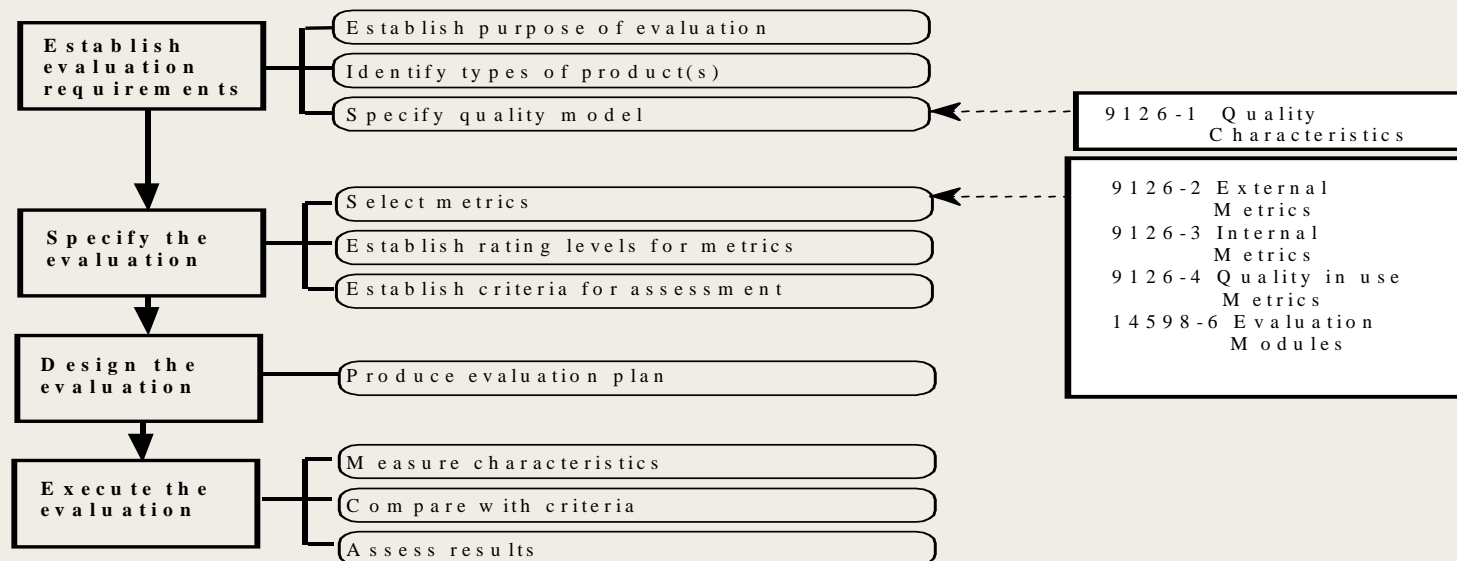 Establish
evaluation
requirements
Establish purpose of evaluation
Identify types of product(s)
Specify quality model
9126-1 Quality
Characteristics
Specify the
evaluation
Select metrics
Establish rating levels for metrics
Establish criteria for assessment
9126-2 External
Metrics
9126-3 Internal
Metrics
9126-4 Quality in use
Metrics
14598-6 Evaluation
Modules
Design the
evaluation
Produce evaluation plan
Execute the
evaluation
Measure characteristics
Compare with criteria
Assess results